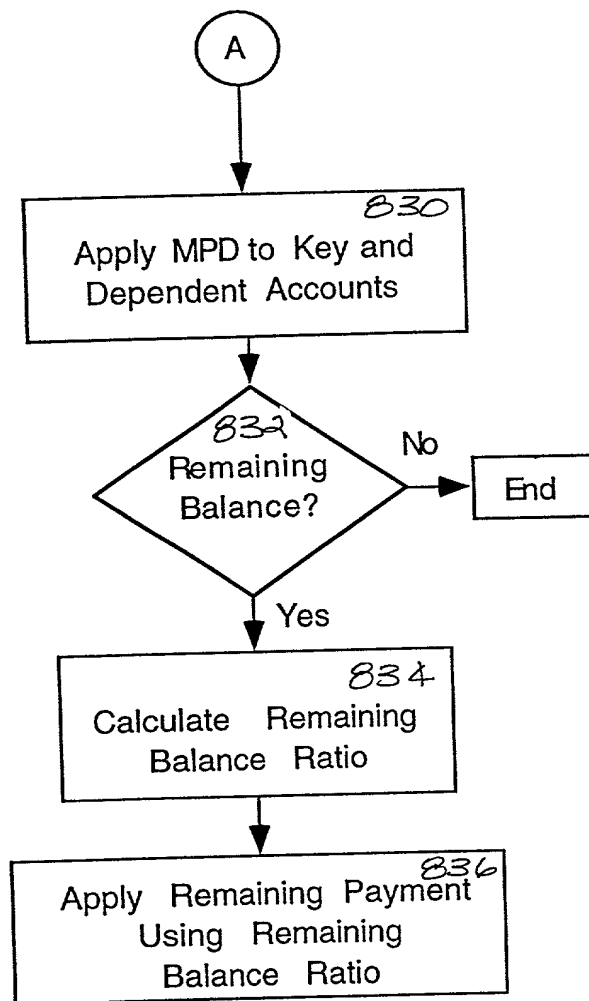 A
830
Apply MPD to Key and
Dependent Accounts
832
Remaining
Balance?
No
End
Yes
834
Calculate Remaining
Balance Ratio
836
Apply Remaining Payment
Using Remaining
Balance Ratio